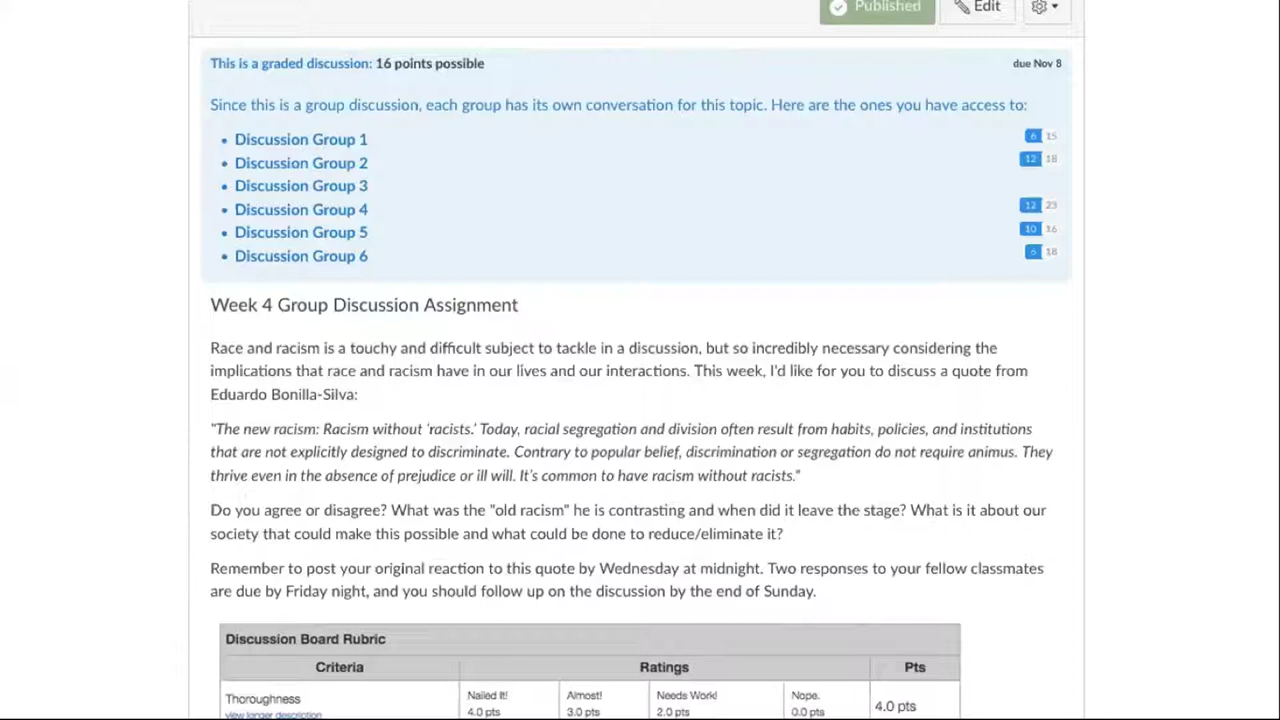 Published Edit
This is a graded discussion: 16 points possible due Nov 8
Since this is a group discussion, each group has its own conversation for this topic. Here are the ones you have access to:
• Discussion Group 1 6 15
• Discussion Group 2 12 18
• Discussion Group 3
• Discussion Group 4 12 23
• Discussion Group 5 10 16
• Discussion Group 6 6 18
Week 4 Group Discussion Assignment
Race and racism is a touchy and difficult subject to tackle in a discussion, but so incredibly necessary considering the
implications that race and racism have in our lives and our interactions. This week, I'd like for you to discuss a quote from
Eduardo Bonilla-Silva:
"The new racism: Racism without ‘racists.’ Today, racial segregation and division often result from habits, policies, and institutions
that are not explicitly designed to discriminate. Contrary to popular belief, discrimination or segregation do not require animus. They
thrive even in the absence of prejudice or ill will. It’s common to have racism without racists."
Do you agree or disagree? What was the "old racism" he is contrasting and when did it leave the stage? What is it about our
society that could make this possible and what could be done to reduce/eliminate it?
Remember to post your original reaction to this quote by Wednesday at midnight. Two responses to your fellow classmates
are due by Friday night, and you should follow up on the discussion by the end of Sunday.
Discussion Board Rubric
Criteria Ratings Pts
Thoroughness Nailed It! Almost! Needs Work! Nope.
view longer description 4.0 pts 3.0 pts 2.0 pts 0.0 pts 4.0 pts